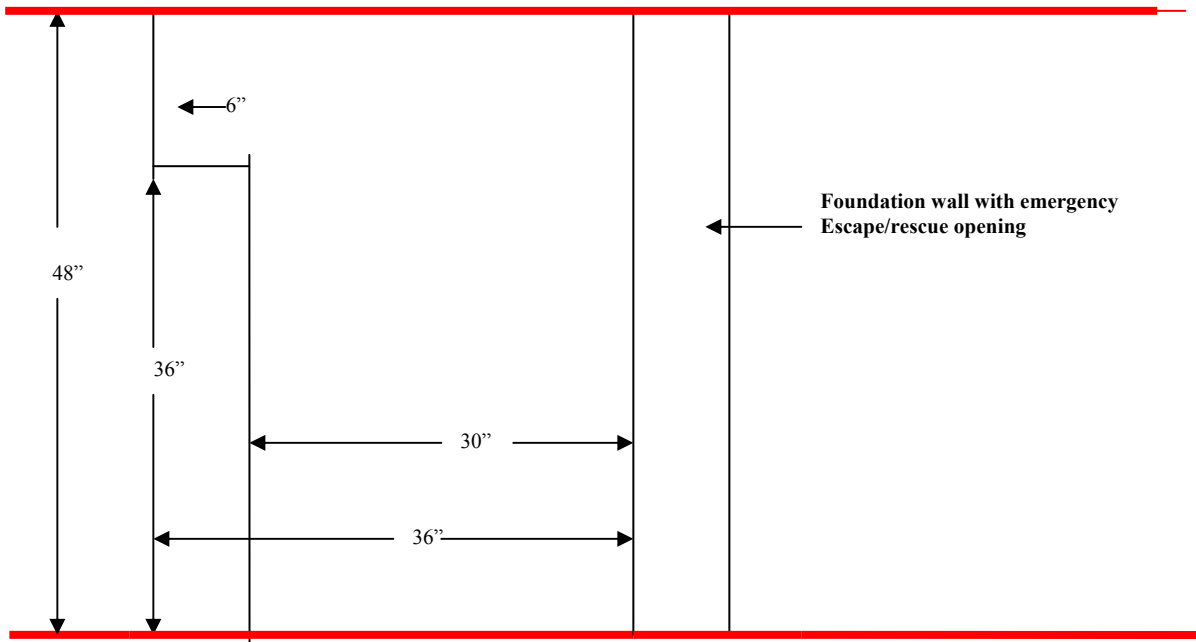 6”
Foundation wall with emergency
Escape/rescue opening
48”
36”
30”
36”